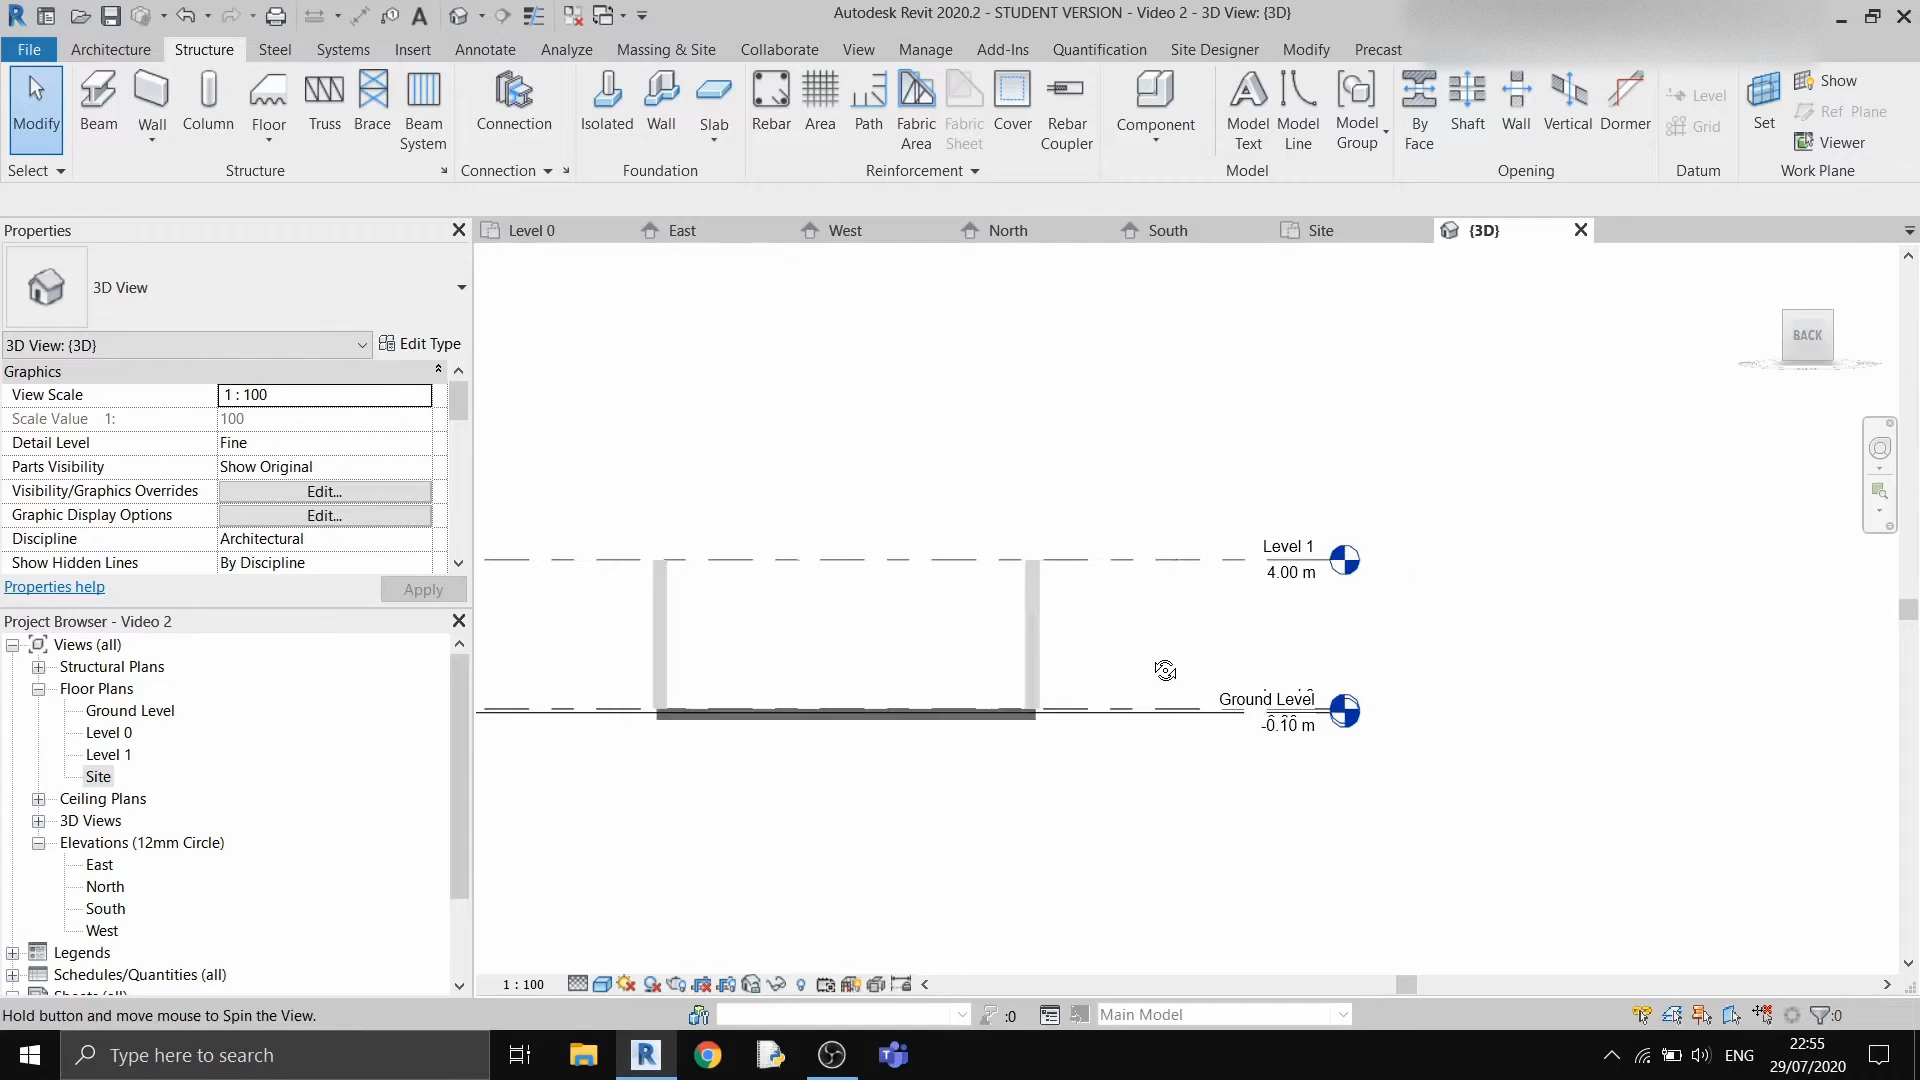 Autodesk Revit 2020.2 - STUDENT VERSION - Video 2 - 3D View: {3D}
File Architecture Structure Steel Systems Insert Annotate Analyze Massing & Site Collaborate View Manage Add-Ins Quantification Site Designer Modify Precast
Modify Beam Wall Column Floor Truss Brace Beam System Connection Isolated Wall Slab Rebar Area Path Fabric Area Fabric Sheet Cover Rebar Coupler Component Model Text Model Line Model Group By Face Shaft Wall Vertical Dormer Level Grid Set Show Ref Plane Viewer
Select Structure Connection Foundation Reinforcement Model Opening Datum Work Plane
Properties
Level 0 East West North South Site {3D}
3D View
3D View: {3D} Edit Type
Graphics
View Scale 1 : 100
Scale Value 1: 100
Detail Level Fine
Parts Visibility Show Original
Visibility/Graphics Overrides Edit...
Graphic Display Options Edit...
Discipline Architectural
Show Hidden Lines By Discipline
Properties help Apply
BACK
Level 1
4.00 m
Ground Level
-0.10 m
Project Browser - Video 2
Views (all)
Structural Plans
Floor Plans
Ground Level
Level 0
Level 1
Site
Ceiling Plans
3D Views
Elevations (12mm Circle)
East
North
South
West
Legends
Schedules/Quantities (all)
1 : 100
Hold button and move mouse to Spin the View. :0 Main Model :0
Type here to search
ENG
22:55
29/07/2020